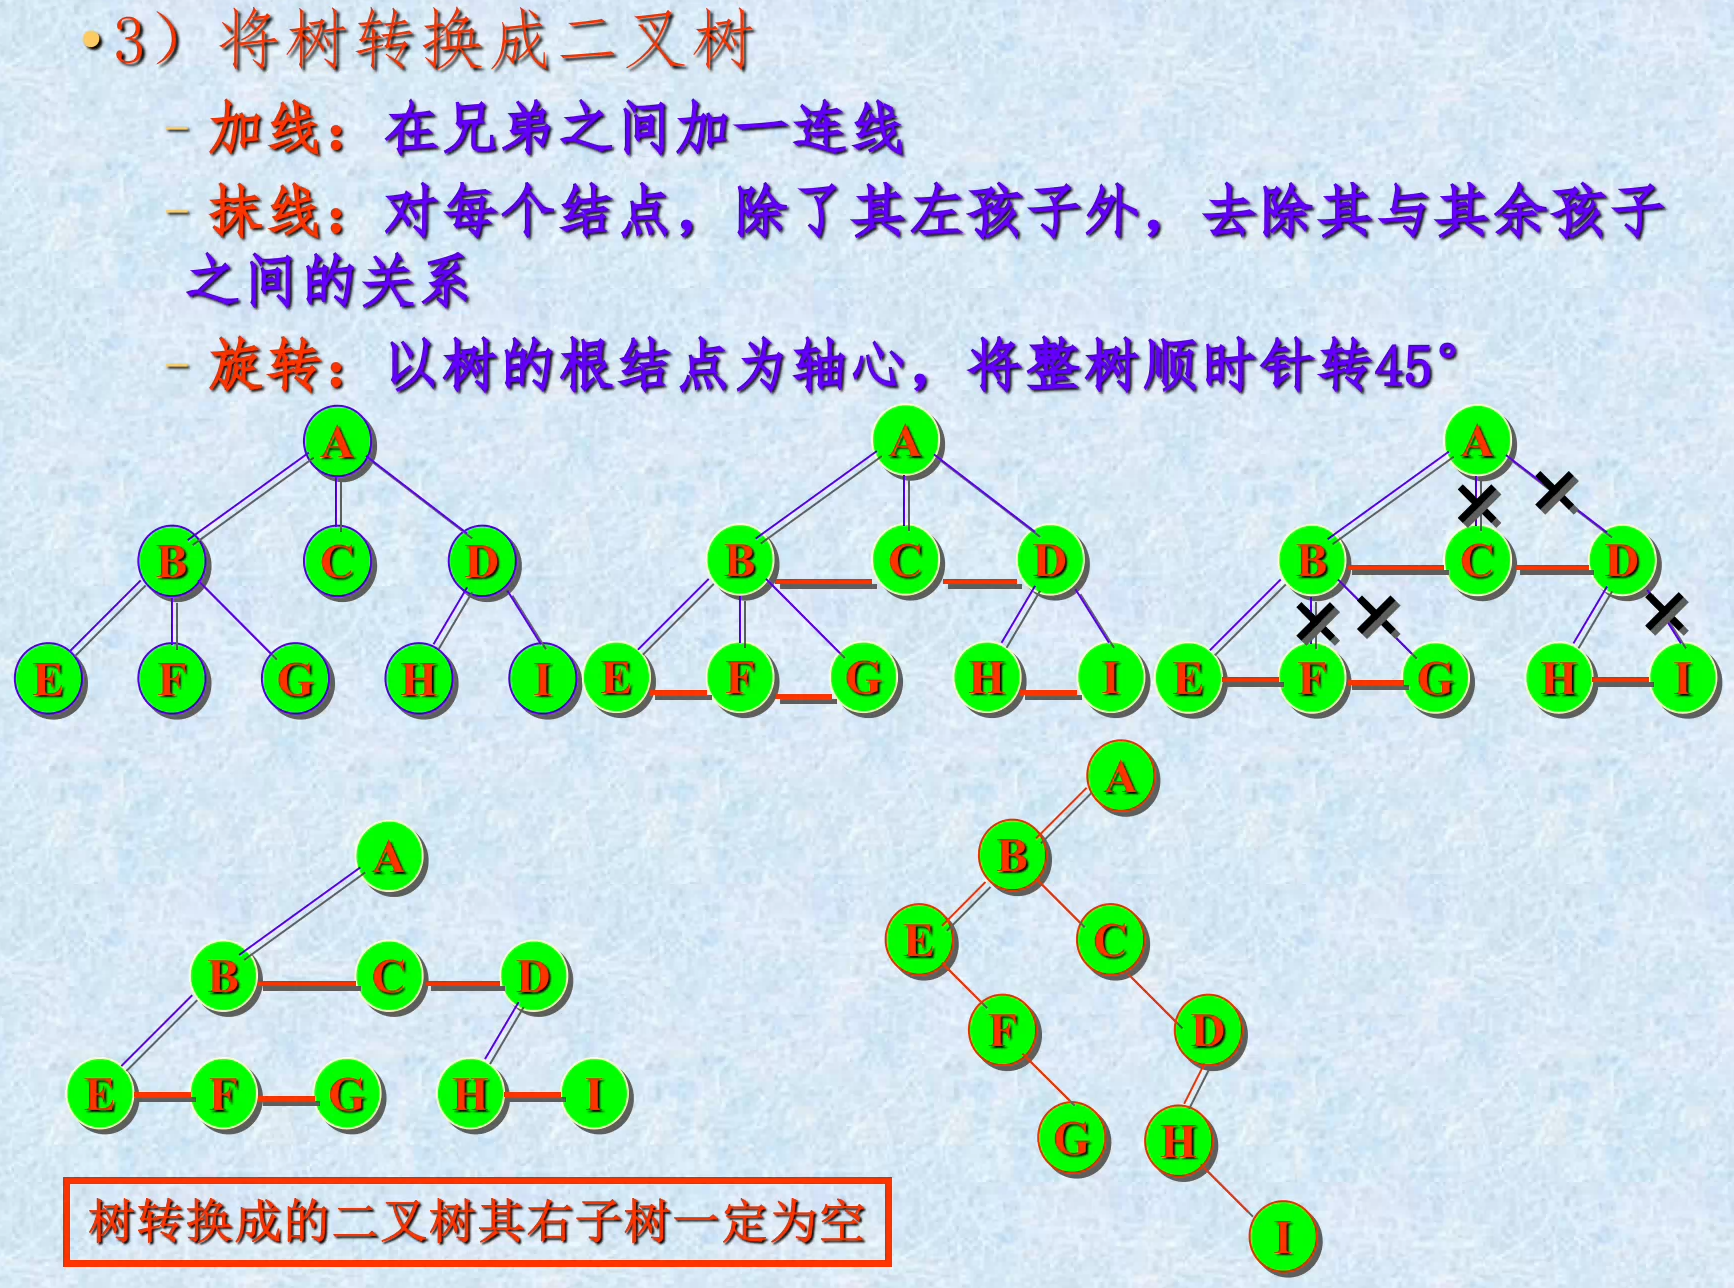 •3）将树转换成二叉树
– 加线：在兄弟之间加一连线
– 抹线：对每个结点，除了其左孩子外，去除其与其余孩子
之间的关系
– 旋转：以树的根结点为轴心，将整树顺时针转45°
A A A
B C D B C D B C D
E F G H I E F G H I E F G H I
A
B
A
E C
B C D
F D
E F G H I
G H
树转换成的二叉树其右子树一定为空
I